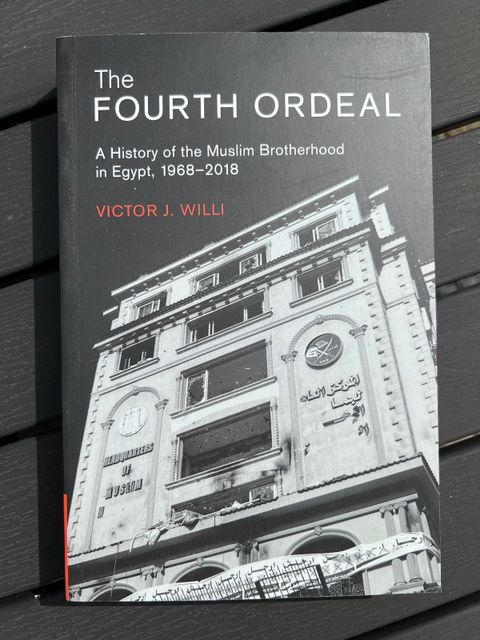 The
FOURTH ORDEAL
A History of the Muslim Brotherhood
in Egypt, 1968–2018
VICTOR J. WILLI
HEADQUARTERS
OF
MUSLIM
المركز العام